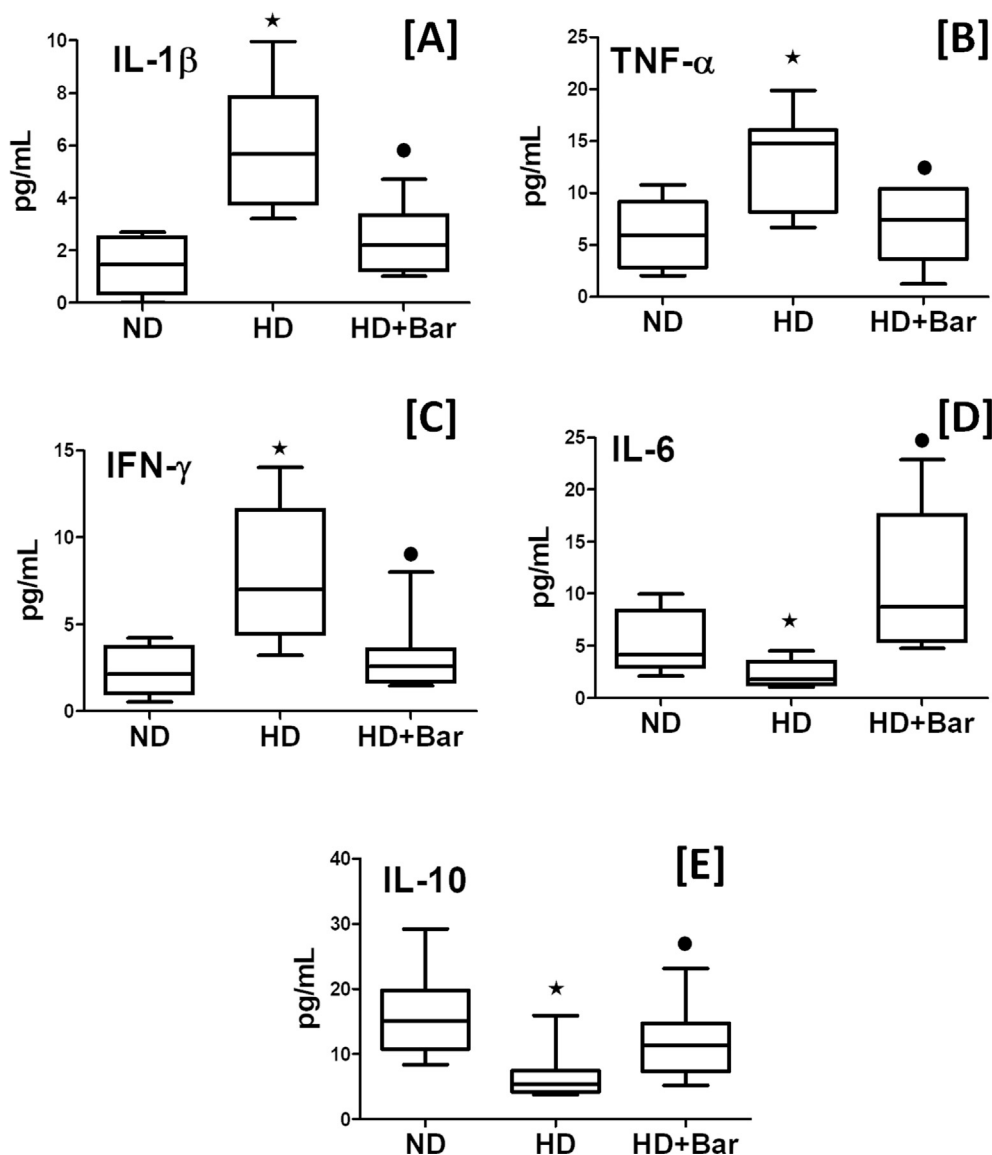 [A]
IL-1β
pg/mL
10
8
6
4
2
0
ND HD HD+Bar
[B]
TNF-α
pg/mL
25
20
15
10
5
0
ND HD HD+Bar
[C]
IFN-γ
pg/mL
15
10
5
0
ND HD HD+Bar
[D]
IL-6
pg/mL
25
20
15
10
5
0
ND HD HD+Bar
[E]
IL-10
pg/mL
40
30
20
10
0
ND HD HD+Bar